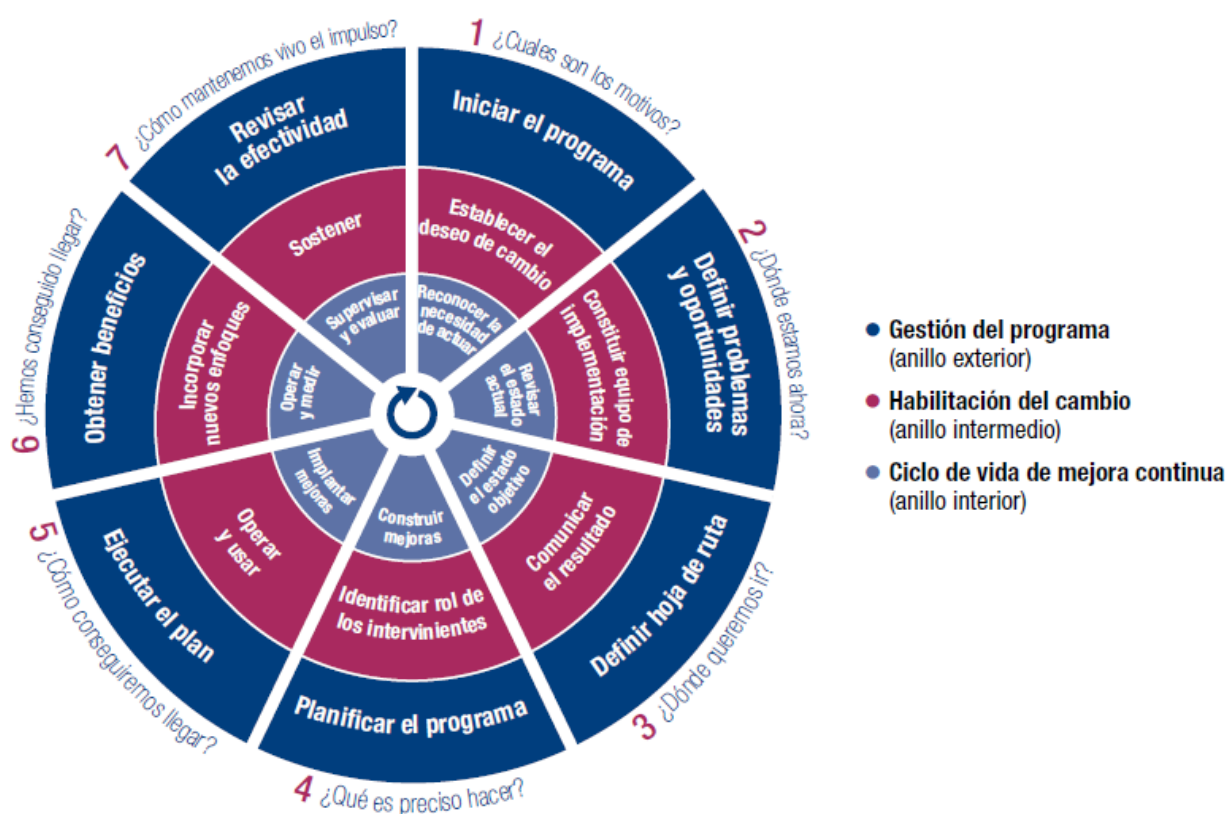 1 ¿Cuales son los motivos?
Iniciar el programa
Establecer el
deseo de cambio
Reconocer la
necesidad
de actuar
2 ¿Dónde estamos ahora?
Definir problemas
y oportunidades
Constituir equipo de
implementación
Revisar
el estado
actual
3 ¿Dónde queremos ir?
Definir hoja de ruta
Comunicar
el resultado
Definir
el estado
objetivo
4 ¿Qué es preciso hacer?
Planificar el programa
Identificar rol de
los intervinientes
Construir
mejoras
5 ¿Cómo conseguiremos llegar?
Ejecutar el plan
Operar
y usar
Implantar
mejoras
6 ¿Hemos conseguido llegar?
Obtener beneficios
Incorporar
nuevos enfoques
Operar
y medir
7 ¿Cómo mantenemos vivo el impulso?
Revisar
la efectividad
Sostener
Supervisar
y evaluar
Gestión del programa
(anillo exterior)
Habilitación del cambio
(anillo intermedio)
Ciclo de vida de mejora continua
(anillo interior)